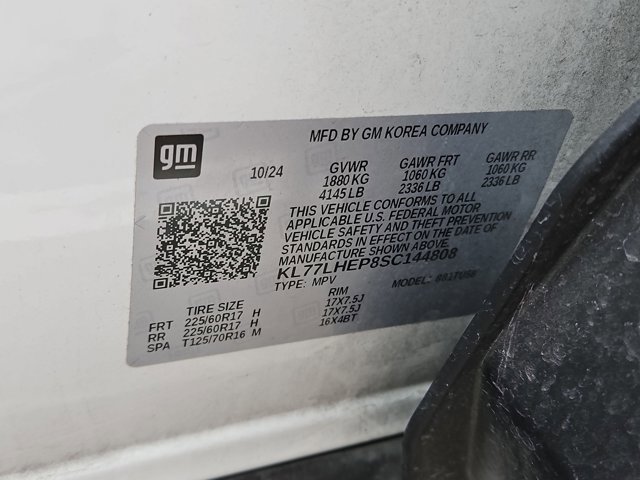 MFD BY GM KOREA COMPANY
gm
10/24
GVWR
1880 KG
4145 LB
GAWR FRT
1060 KG
2336 LB
GAWR RR
1060 KG
2336 LB
THIS VEHICLE CONFORMS TO ALL
APPLICABLE U.S. FEDERAL MOTOR
VEHICLE SAFETY AND THEFT PREVENTION
STANDARDS IN EFFECT ON THE DATE OF
MANUFACTURE SHOWN ABOVE.
KL77LHEP8SC144808
TYPE: MPV
MODEL:
TIRE SIZE
RIM
FRT 225/60R17 H 17X7.5J
RR 225/60R17 H 17X7.5J
SPA T125/70R16 M 16X4BT